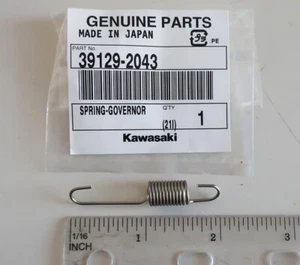 GENUINE PARTS
MADE IN JAPAN
PE
PART No.
39129-2043
SPRING-GOVERNOR
Q'TY
(21I)
1
Kawasaki
1/16
INCH
1
2
3